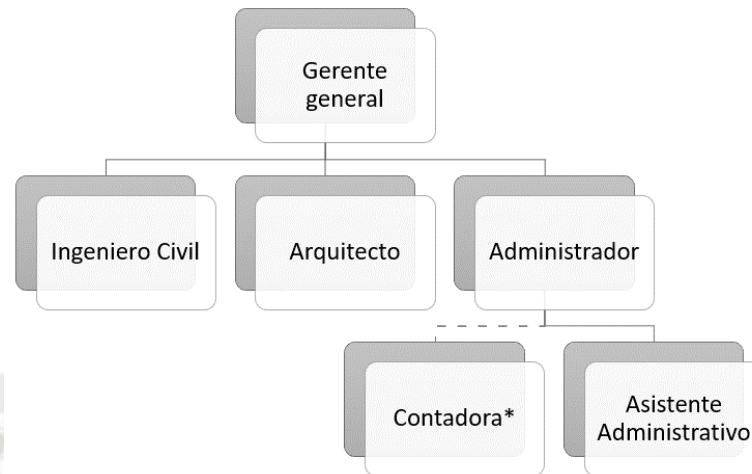 Gerente
general
Ingeniero Civil
Arquitecto
Administrador
Contadora*
Asistente
Administrativo